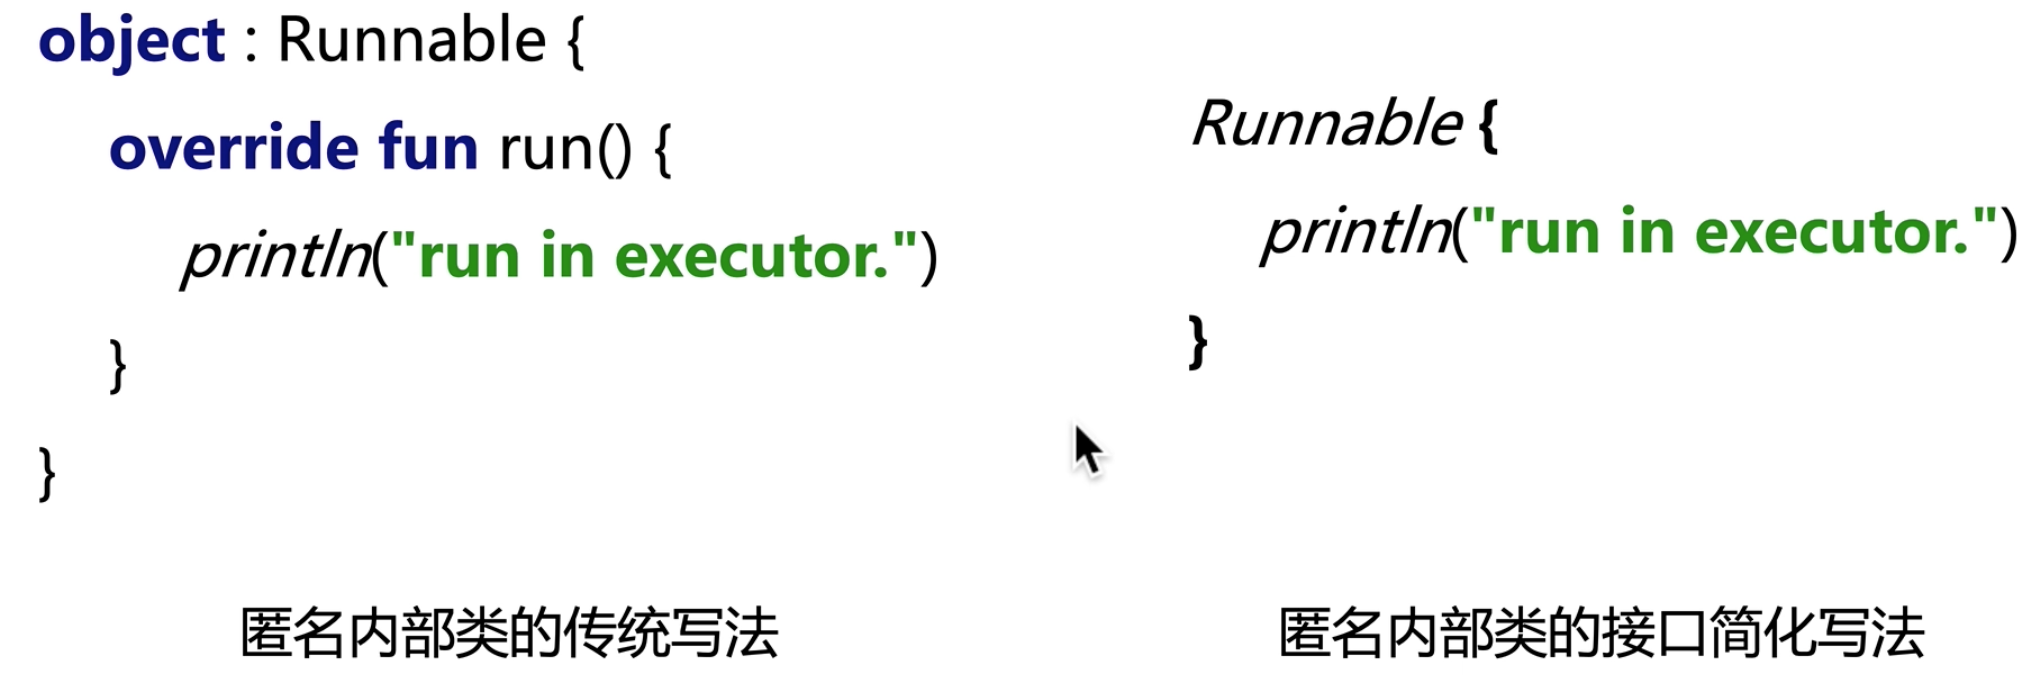 object : Runnable {
override fun run() {
println("run in executor.")
}
}
匿名内部类的传统写法
Runnable {
println("run in executor.")
}
匿名内部类的接口简化写法